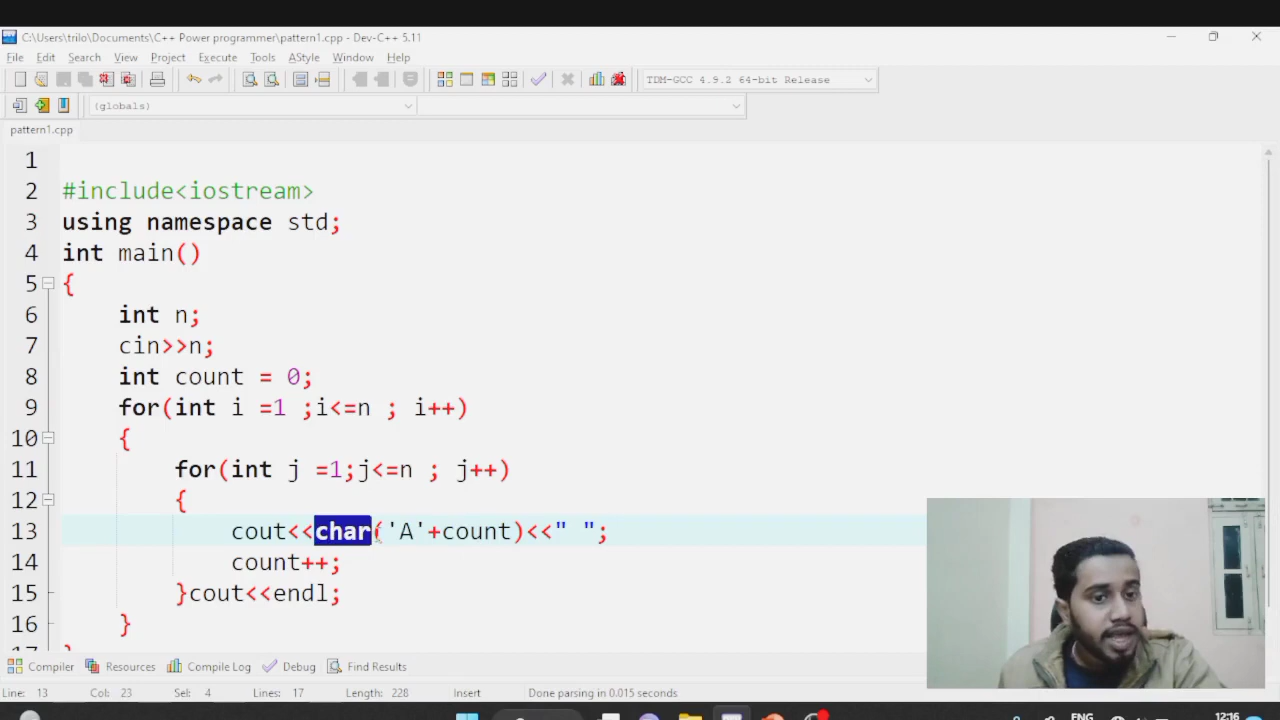 C:\Users\trilo\Documents\C++ Power programmer\pattern1.cpp - Dev-C++ 5.11
File Edit Search View Project Execute Tools AStyle Window Help
TDM-GCC 4.9.2 64-bit Release
(globals)
pattern1.cpp
1
2 #include<iostream>
3 using namespace std;
4 int main()
5 {
6 int n;
7 cin>>n;
8 int count = 0;
9 for(int i =1 ;i<=n ; i++)
10 {
11 for(int j =1;j<=n ; j++)
12 {
13 cout<<char('A'+count)<<" ";
14 count++;
15 }cout<<endl;
16 }
17 }
Compiler Resources Compile Log Debug Find Results
Line: 13 Col: 23 Sel: 4 Lines: 17 Length: 228 Insert Done parsing in 0.015 seconds
ENG 12:16